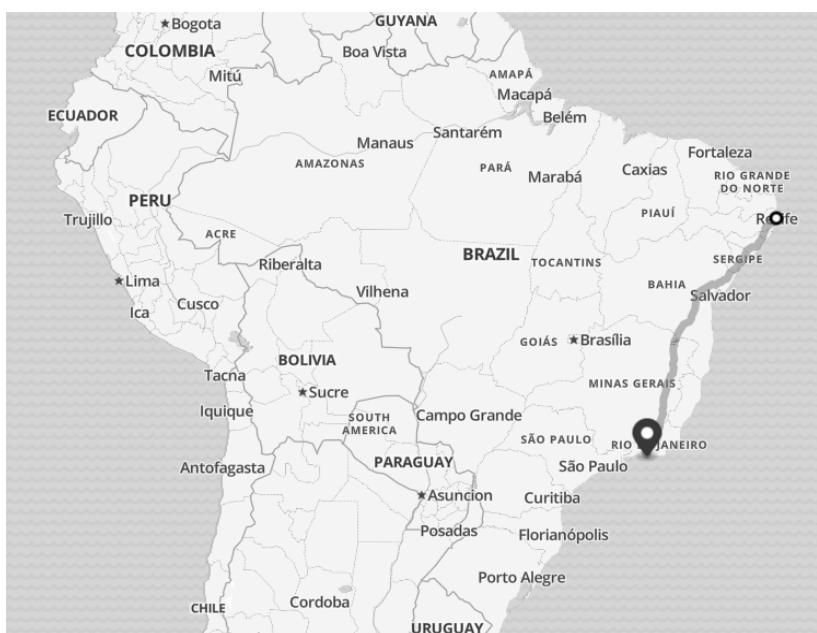 Bogota
GUYANA
COLOMBIA
Boa Vista
Mitú
AMAPÁ
Macapá
ECUADOR
Belém
Santarém
Manaus
Fortaleza
AMAZONAS
PARÁ
Marabá
Caxias
RIO GRANDE
DO NORTE
PERU
Trujillo
PIAUÍ
Recife
ACRE
BRAZIL
Riberalta
TOCANTINS
SERGIPE
Lima
Vilhena
BAHIA
Salvador
Cusco
Ica
GOIÁS
Brasília
BOLIVIA
Tacna
MINAS GERAIS
Sucre
Iquique
SOUTH
AMERICA
Campo Grande
SÃO PAULO
RIO DE JANEIRO
PARAGUAY
Antofagasta
São Paulo
Asuncion
Curitiba
Posadas
Florianópolis
Porto Alegre
CHILE
Cordoba
URUGUAY